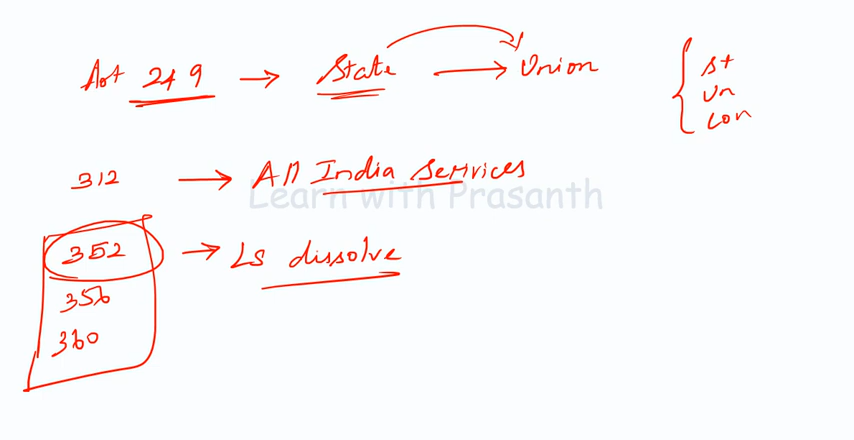 Art 249 → State → Union
{ St
Un
Con
312 → All India Services
Learn with Prasanth
352 → LS dissolve
356
360